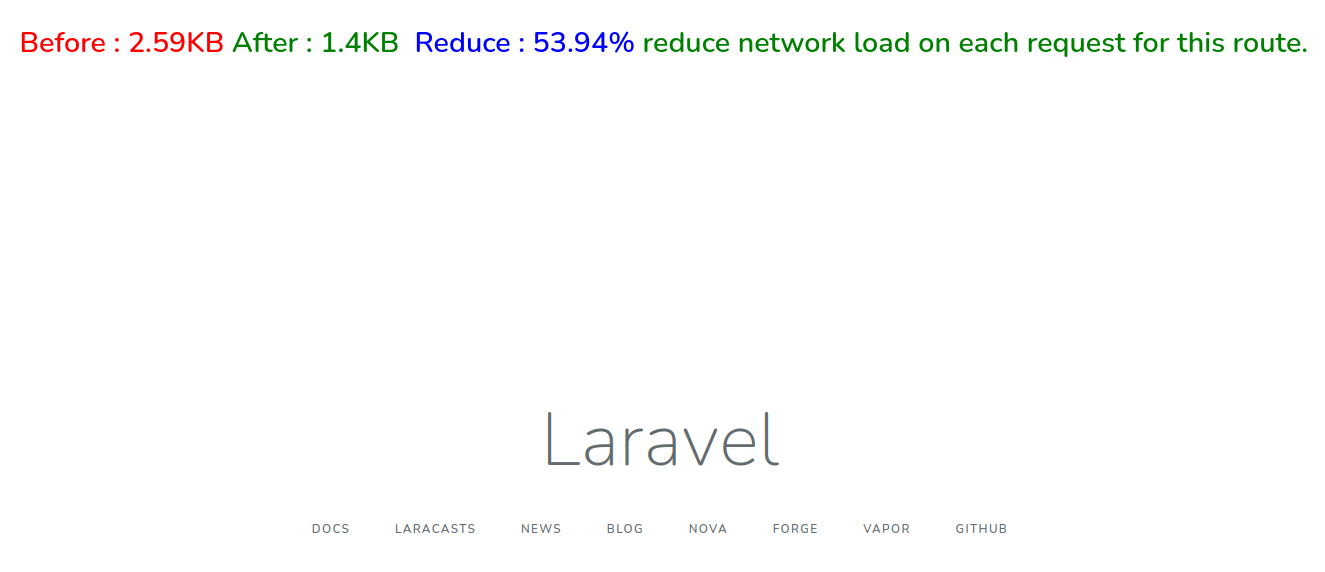 Before : 2.59KB After : 1.4KB Reduce : 53.94% reduce network load on each request for this route.
Laravel
DOCS LARACASTS NEWS BLOG NOVA FORGE VAPOR GITHUB